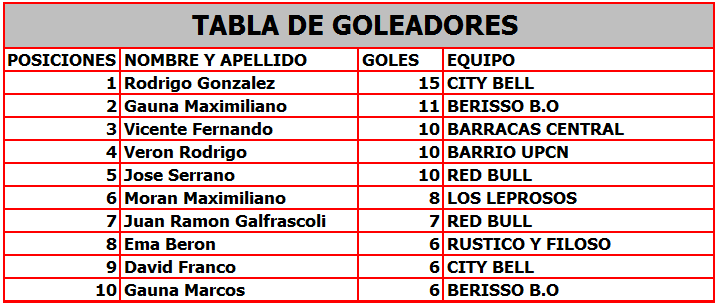 TABLA DE GOLEADORES
POSICIONES NOMBRE Y APELLIDO GOLES EQUIPO
1 Rodrigo Gonzalez 15 CITY BELL
2 Gauna Maximiliano 11 BERISSO B.O
3 Vicente Fernando 10 BARRACAS CENTRAL
4 Veron Rodrigo 10 BARRIO UPCN
5 Jose Serrano 10 RED BULL
6 Moran Maximiliano 8 LOS LEPROSOS
7 Juan Ramon Galfrascoli 7 RED BULL
8 Ema Beron 6 RUSTICO Y FILOSO
9 David Franco 6 CITY BELL
10 Gauna Marcos 6 BERISSO B.O